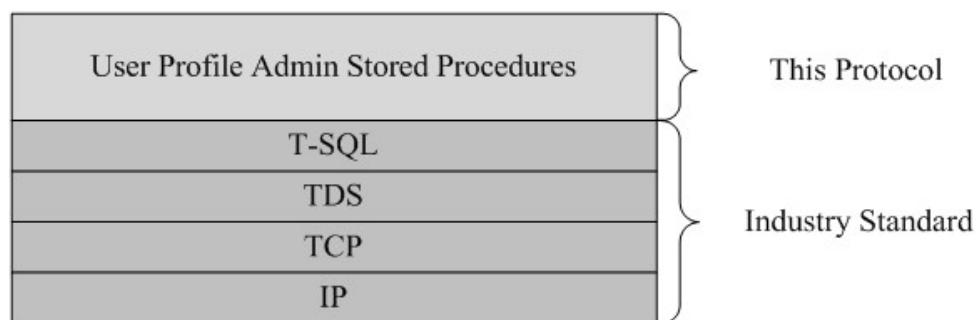 User Profile Admin Stored Procedures
This Protocol
T-SQL
TDS
TCP
IP
Industry Standard